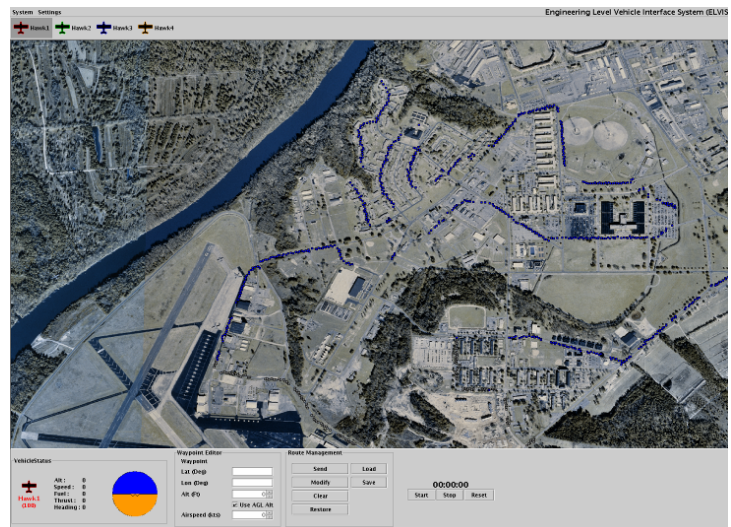 System Settings
Engineering Level Vehicle Interface System (ELVIS
Hawk1 Hawk2 Hawk3 Hawk4
VehicleStatus
Hawk1
(100)
Alt : 0
Speed : 0
Fuel : 0
Thrust : 0
Heading : 0
Waypoint Editor
Waypoint
Lat (Deg)
Lon (Deg)
Alt (Ft) 0
Use AGL Alt
Airspeed (kts) 0
Route Management
Send Load
Modify Save
Clear
Restore
00:00:00
Start Stop Reset